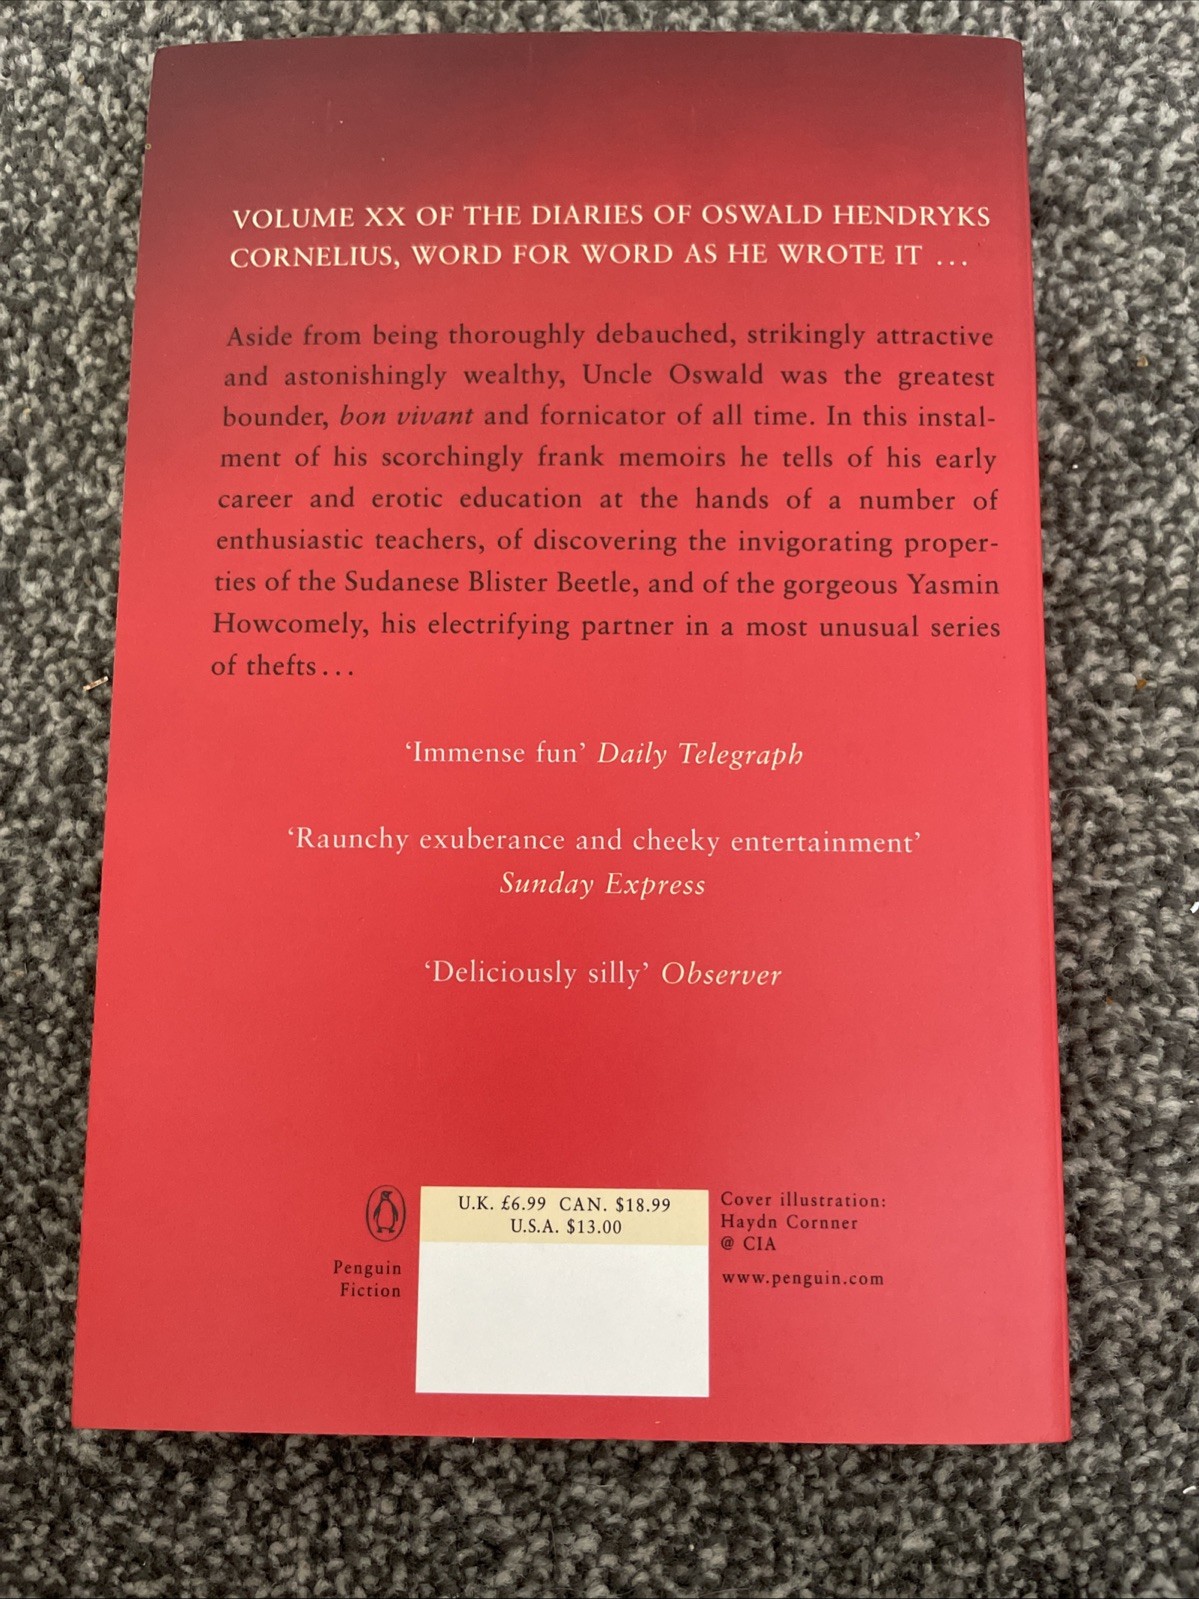 VOLUME XX OF THE DIARIES OF OSWALD HENDRYKS
CORNELIUS, WORD FOR WORD AS HE WROTE IT ...
Aside from being thoroughly debauched, strikingly attractive
and astonishingly wealthy, Uncle Oswald was the greatest
bounder, bon vivant and fornicator of all time. In this instal-
ment of his scorchingly frank memoirs he tells of his early
career and erotic education at the hands of a number of
enthusiastic teachers, of discovering the invigorating proper-
ties of the Sudanese Blister Beetle, and of the gorgeous Yasmin
Howcomely, his electrifying partner in a most unusual series
of thefts...
‘Immense fun’ Daily Telegraph
‘Raunchy exuberance and cheeky entertainment’
Sunday Express
‘Deliciously silly’ Observer
Penguin
Fiction
U.K. £6.99 CAN. $18.99
U.S.A. $13.00
Cover illustration:
Haydn Cornner
@ CIA
www.penguin.com